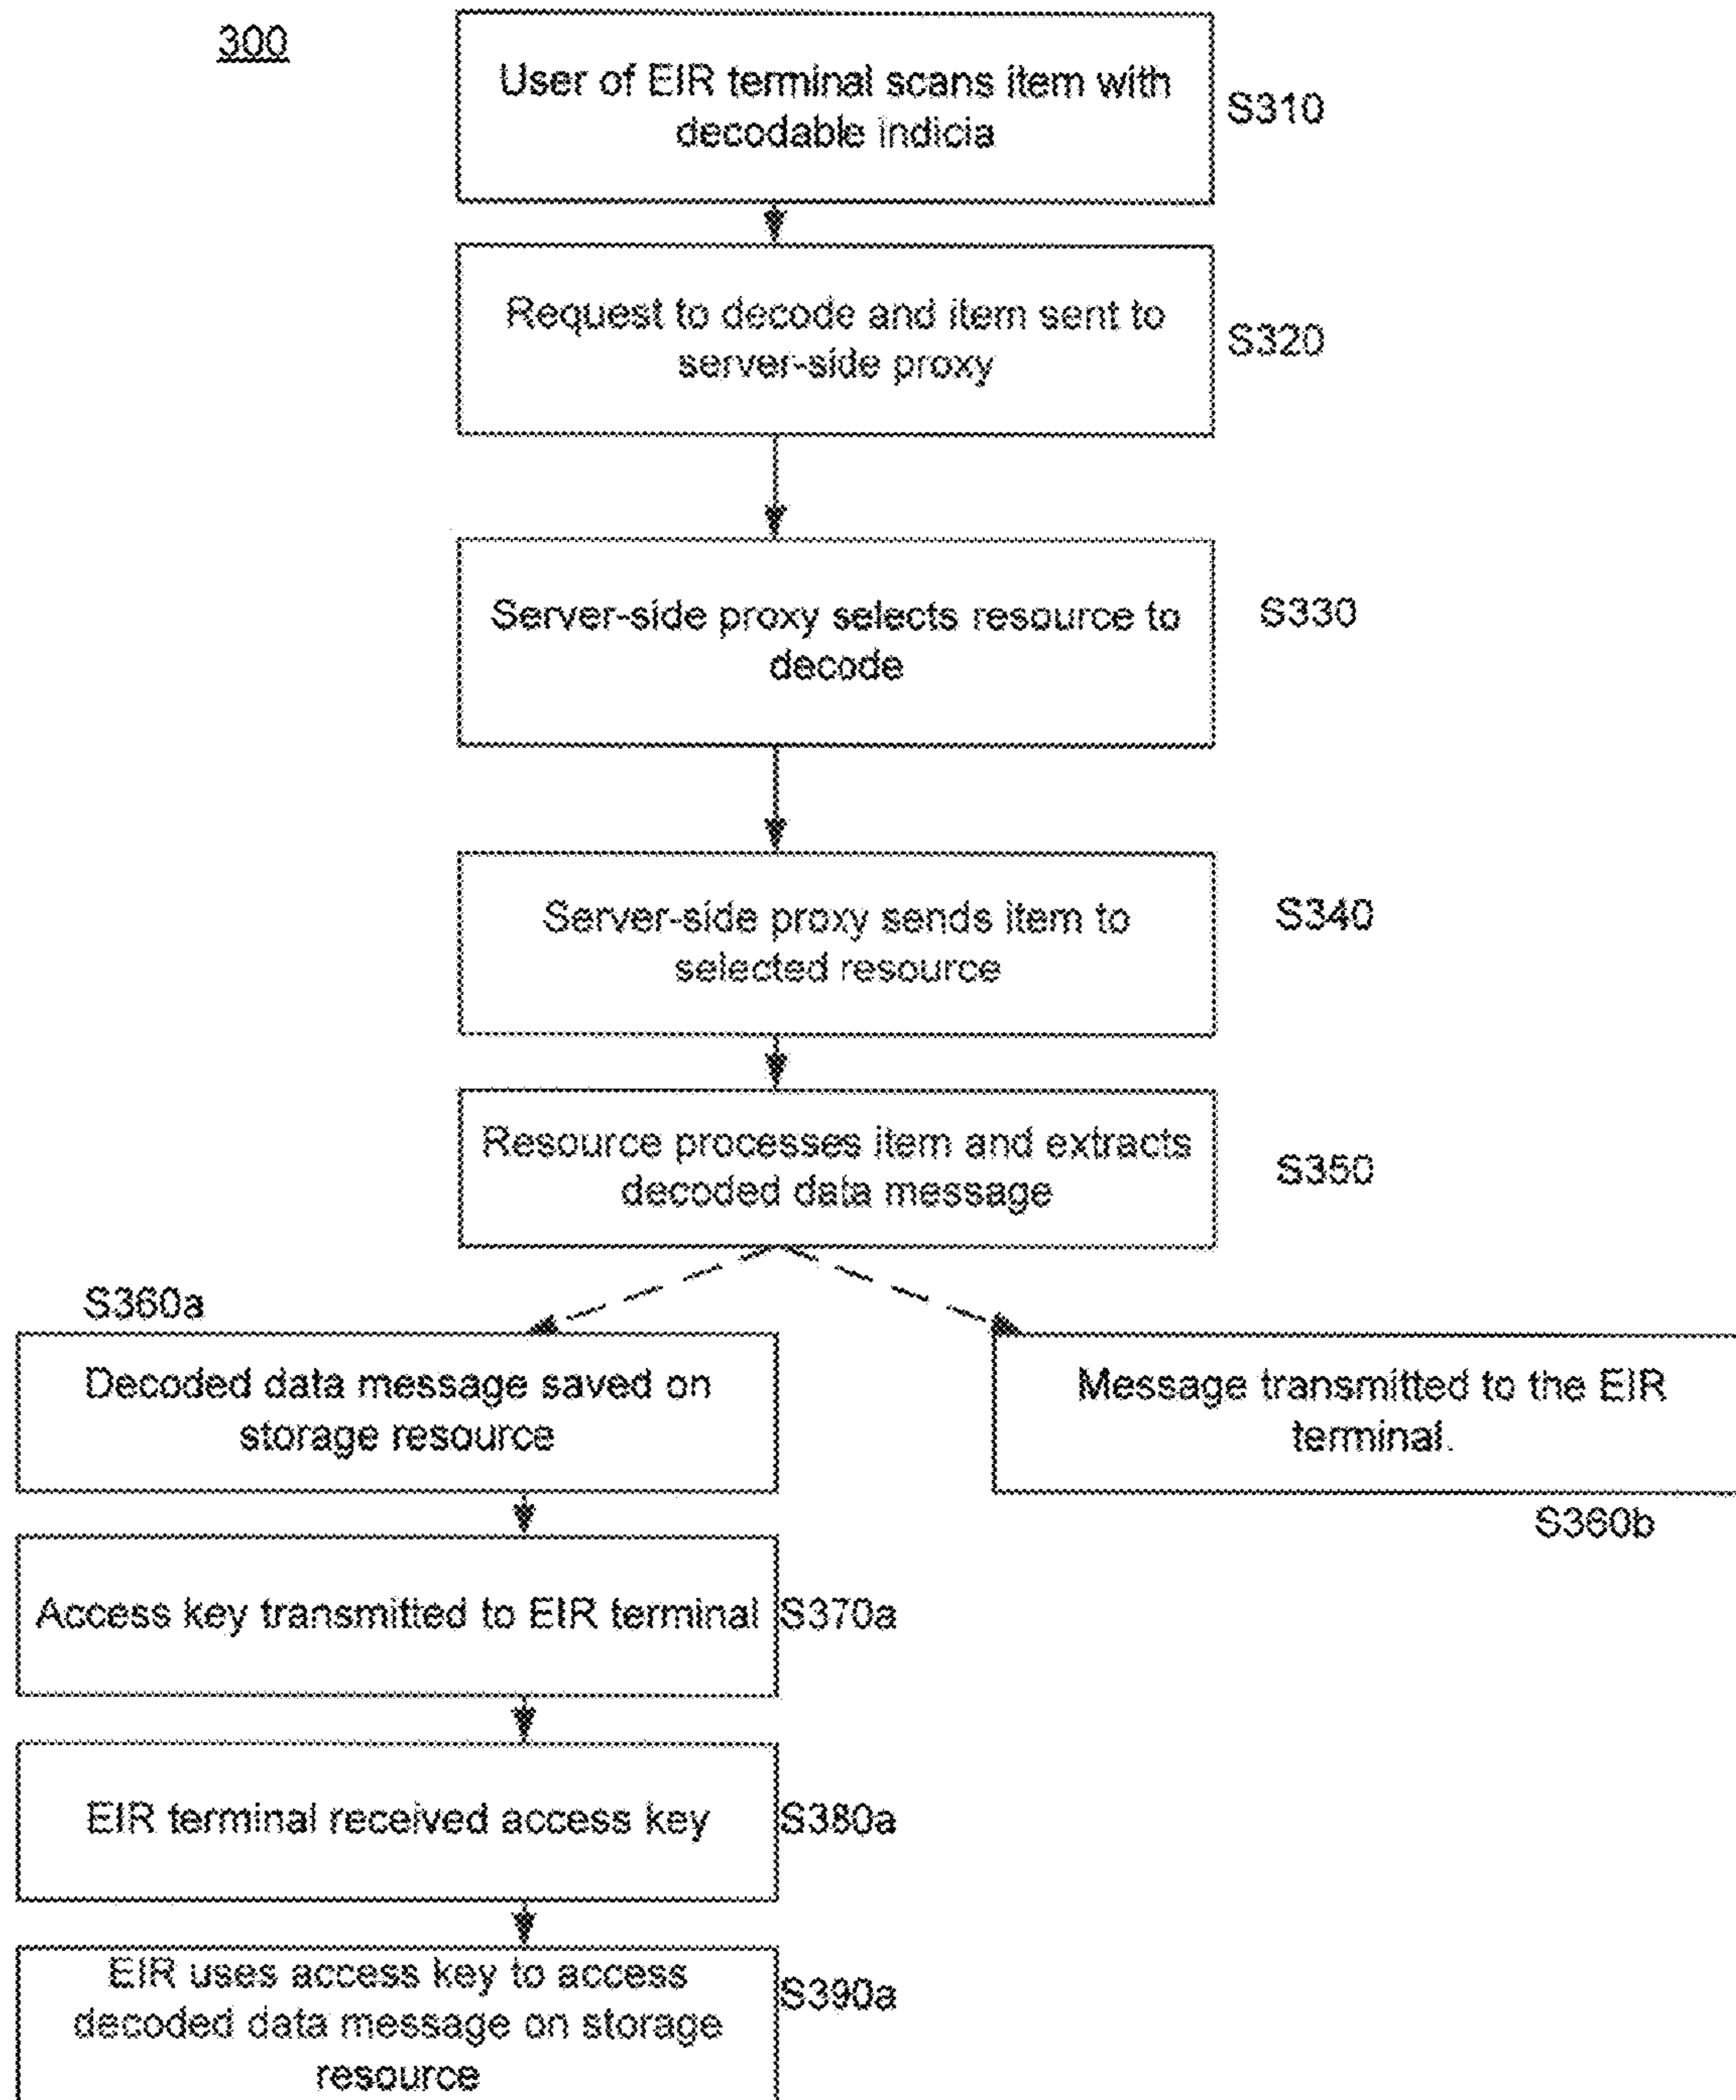 300
User of EIR terminal scans item with
decodable indicia
S310
Request to decode and item sent to
server-side proxy
S320
Server-side proxy selects resource to
decode
S330
Server-side proxy sends item to
selected resource
S340
Resource processes item and extracts
decoded data message
S350
S360a
Decoded data message saved on
storage resource
Message transmitted to the EIR
terminal.
S360b
Access key transmitted to EIR terminal
S370a
EIR terminal received access key
S380a
EIR uses access key to access
decoded data message on storage
resource
S390a